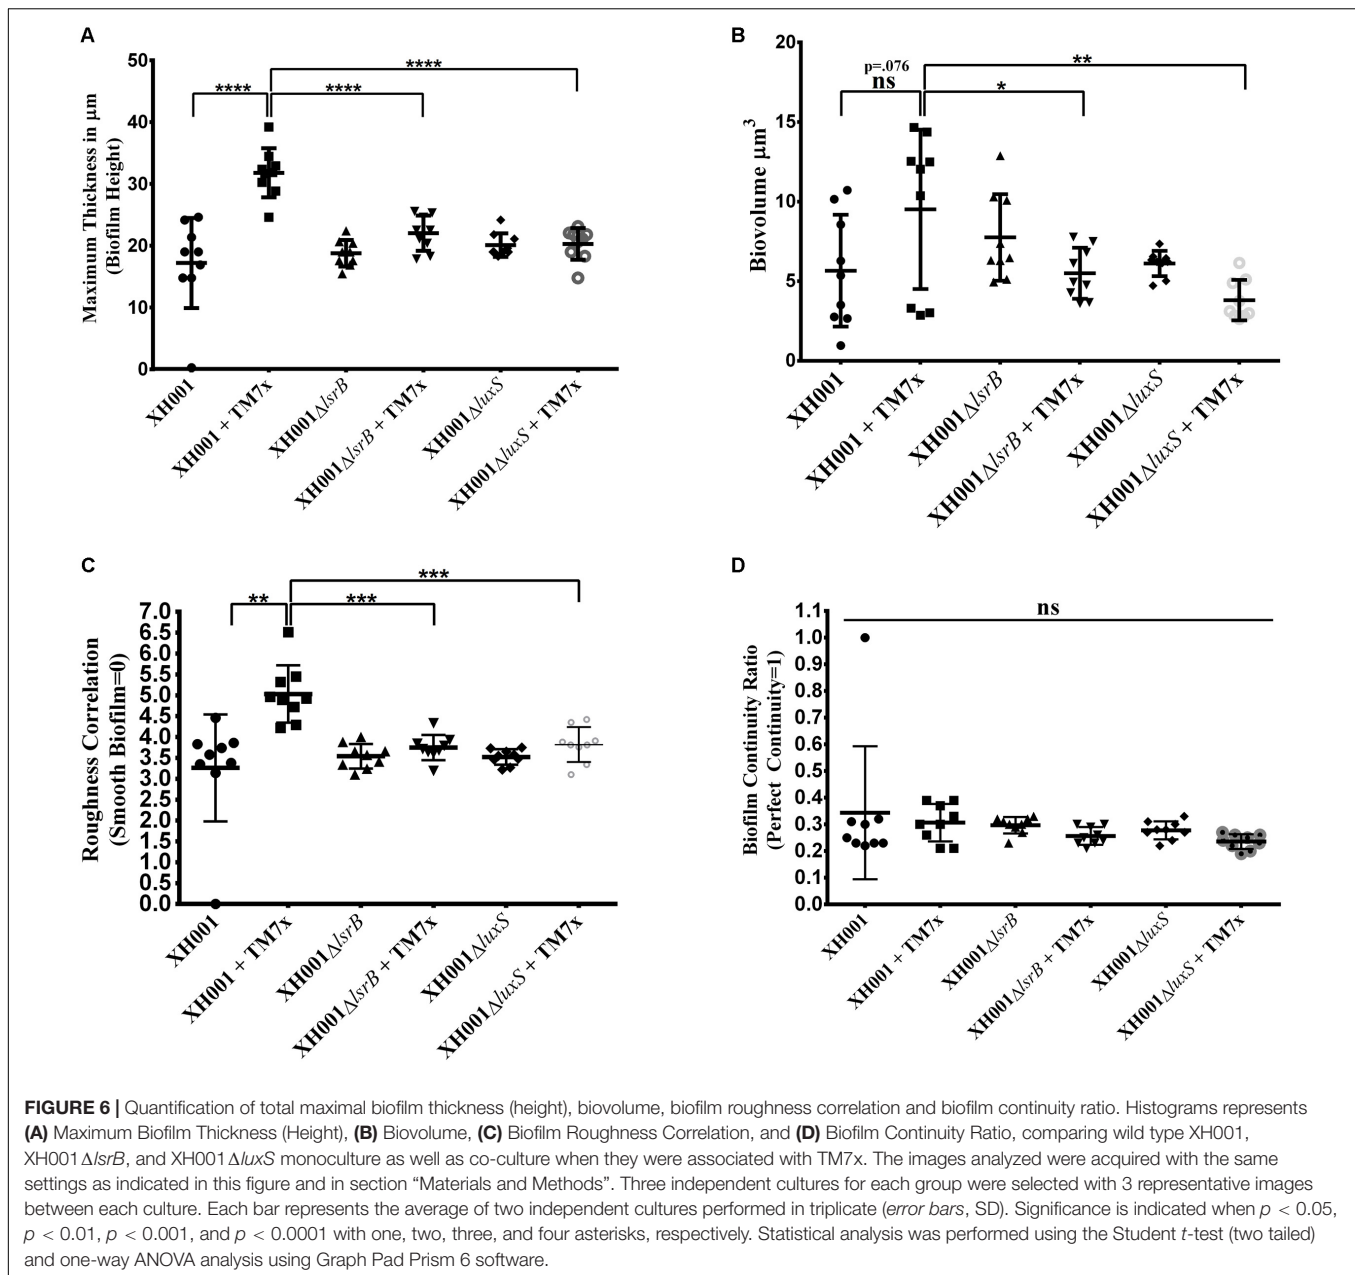 A
50
40
30
20
10
0
Maximum Thickness in μm
(Biofilm Height)
****
****
****
XH001
XH001 + TM7x
XH001ΔlsrB
XH001ΔlsrB + TM7x
XH001ΔluxS
XH001ΔluxS + TM7x
B
20
15
10
5
0
Biovolume μm³
p=.076
ns
*
**
XH001
XH001 + TM7x
XH001ΔlsrB
XH001ΔlsrB + TM7x
XH001ΔluxS
XH001ΔluxS + TM7x
C
7.0
6.5
6.0
5.5
5.0
4.5
4.0
3.5
3.0
2.5
2.0
1.5
1.0
0.5
0.0
Roughness Correlation
(Smooth Biofilm=0)
**
***
***
XH001
XH001 + TM7x
XH001ΔlsrB
XH001ΔlsrB + TM7x
XH001ΔluxS
XH001ΔluxS + TM7x
D
1.1
1.0
0.9
0.8
0.7
0.6
0.5
0.4
0.3
0.2
0.1
0.0
Biofilm Continuity Ratio
(Perfect Continuity=1)
ns
XH001
XH001 + TM7x
XH001ΔlsrB
XH001ΔlsrB + TM7x
XH001ΔluxS
XH001ΔluxS + TM7x
FIGURE 6 | Quantification of total maximal biofilm thickness (height), biovolume, biofilm roughness correlation and biofilm continuity ratio. Histograms represents
(A) Maximum Biofilm Thickness (Height), (B) Biovolume, (C) Biofilm Roughness Correlation, and (D) Biofilm Continuity Ratio, comparing wild type XH001,
XH001ΔlsrB, and XH001ΔluxS monoculture as well as co-culture when they were associated with TM7x. The images analyzed were acquired with the same
settings as indicated in this figure and in section “Materials and Methods”. Three independent cultures for each group were selected with 3 representative images
between each culture. Each bar represents the average of two independent cultures performed in triplicate (error bars, SD). Significance is indicated when p < 0.05,
p < 0.01, p < 0.001, and p < 0.0001 with one, two, three, and four asterisks, respectively. Statistical analysis was performed using the Student t-test (two tailed)
and one-way ANOVA analysis using Graph Pad Prism 6 software.